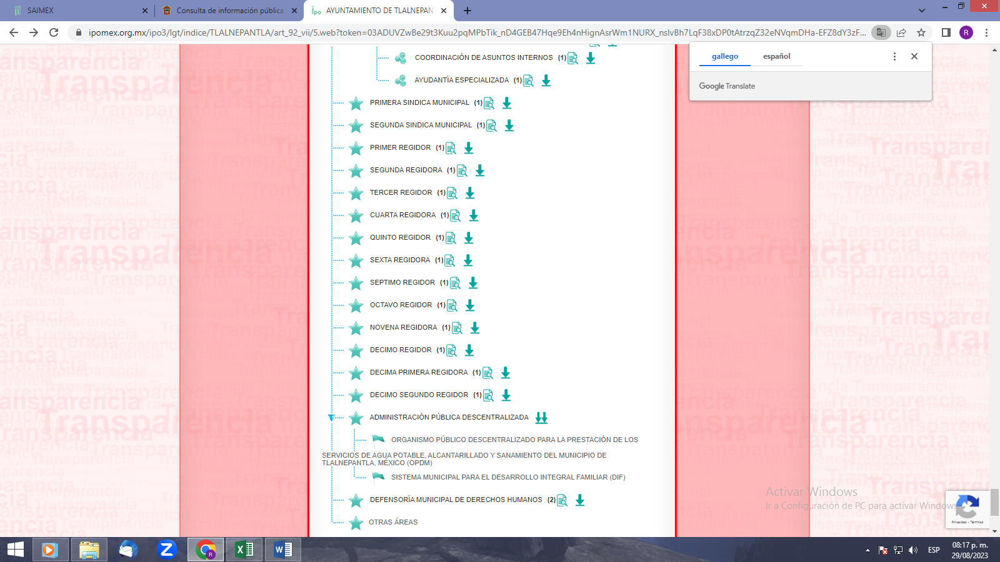 SAIMEX
Consulta de información pública
AYUNTAMIENTO DE TLALNEPAN
ipomex.org.mx/ipo3/lgt/indice/TLALNEPANTLA/art_92_vii/5.web?token=03ADUVZwBe29t3Kuu2pqMPbTik_nD4GEB47Hqe9Eh4nHignAsrWm1NURX_nsIvBh7LqF38xDP0tAtrzqZ32eNVqmDHa-EFZ8dY3zF...
R
gallego español
Google Translate
COORDINACIÓN DE ASUNTOS INTERNOS (1)
AYUDANTÍA ESPECIALIZADA (1)
PRIMERA SINDICA MUNICIPAL (1)
SEGUNDA SINDICA MUNICIPAL (1)
PRIMER REGIDOR (1)
SEGUNDA REGIDORA (1)
TERCER REGIDOR (1)
CUARTA REGIDORA (1)
QUINTO REGIDOR (1)
SEXTA REGIDORA (1)
SEPTIMO REGIDOR (1)
OCTAVO REGIDOR (1)
NOVENA REGIDORA (1)
DECIMO REGIDOR (1)
DECIMA PRIMERA REGIDORA (1)
DECIMO SEGUNDO REGIDOR (1)
ADMINISTRACIÓN PÚBLICA DESCENTRALIZADA
ORGANISMO PÚBLICO DESCENTRALIZADO PARA LA PRESTACIÓN DE LOS
SERVICIOS DE AGUA POTABLE, ALCANTARILLADO Y SANAMIENTO DEL MUNICIPIO DE
TLALNEPANTLA, MÉXICO (OPDM)
SISTEMA MUNICIPAL PARA EL DESARROLLO INTEGRAL FAMILIAR (DIF)
DEFENSORÍA MUNICIPAL DE DERECHOS HUMANOS (2)
OTRAS ÁREAS
Transparencia
Activar Windows
Ir a Configuración de PC para activar Windows
Privacidad - Términos
ESP
08:17 p. m.
29/08/2023